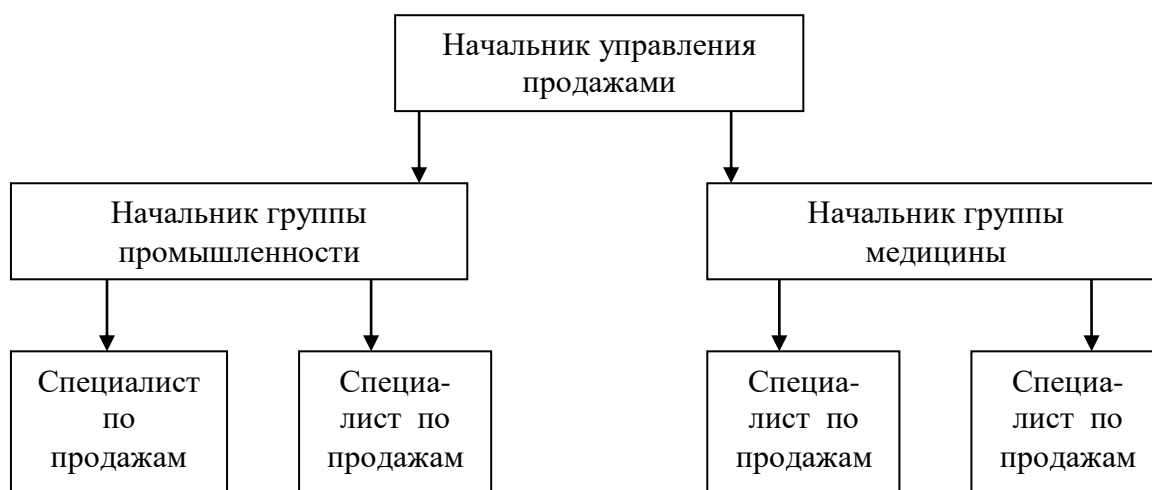 Начальник управления
продажами
Начальник группы
промышленности
Начальник группы
медицины
Специалист
по
продажам
Специа-
лист по
продажам
Специа-
лист по
продажам
Специа-
лист по
продажам